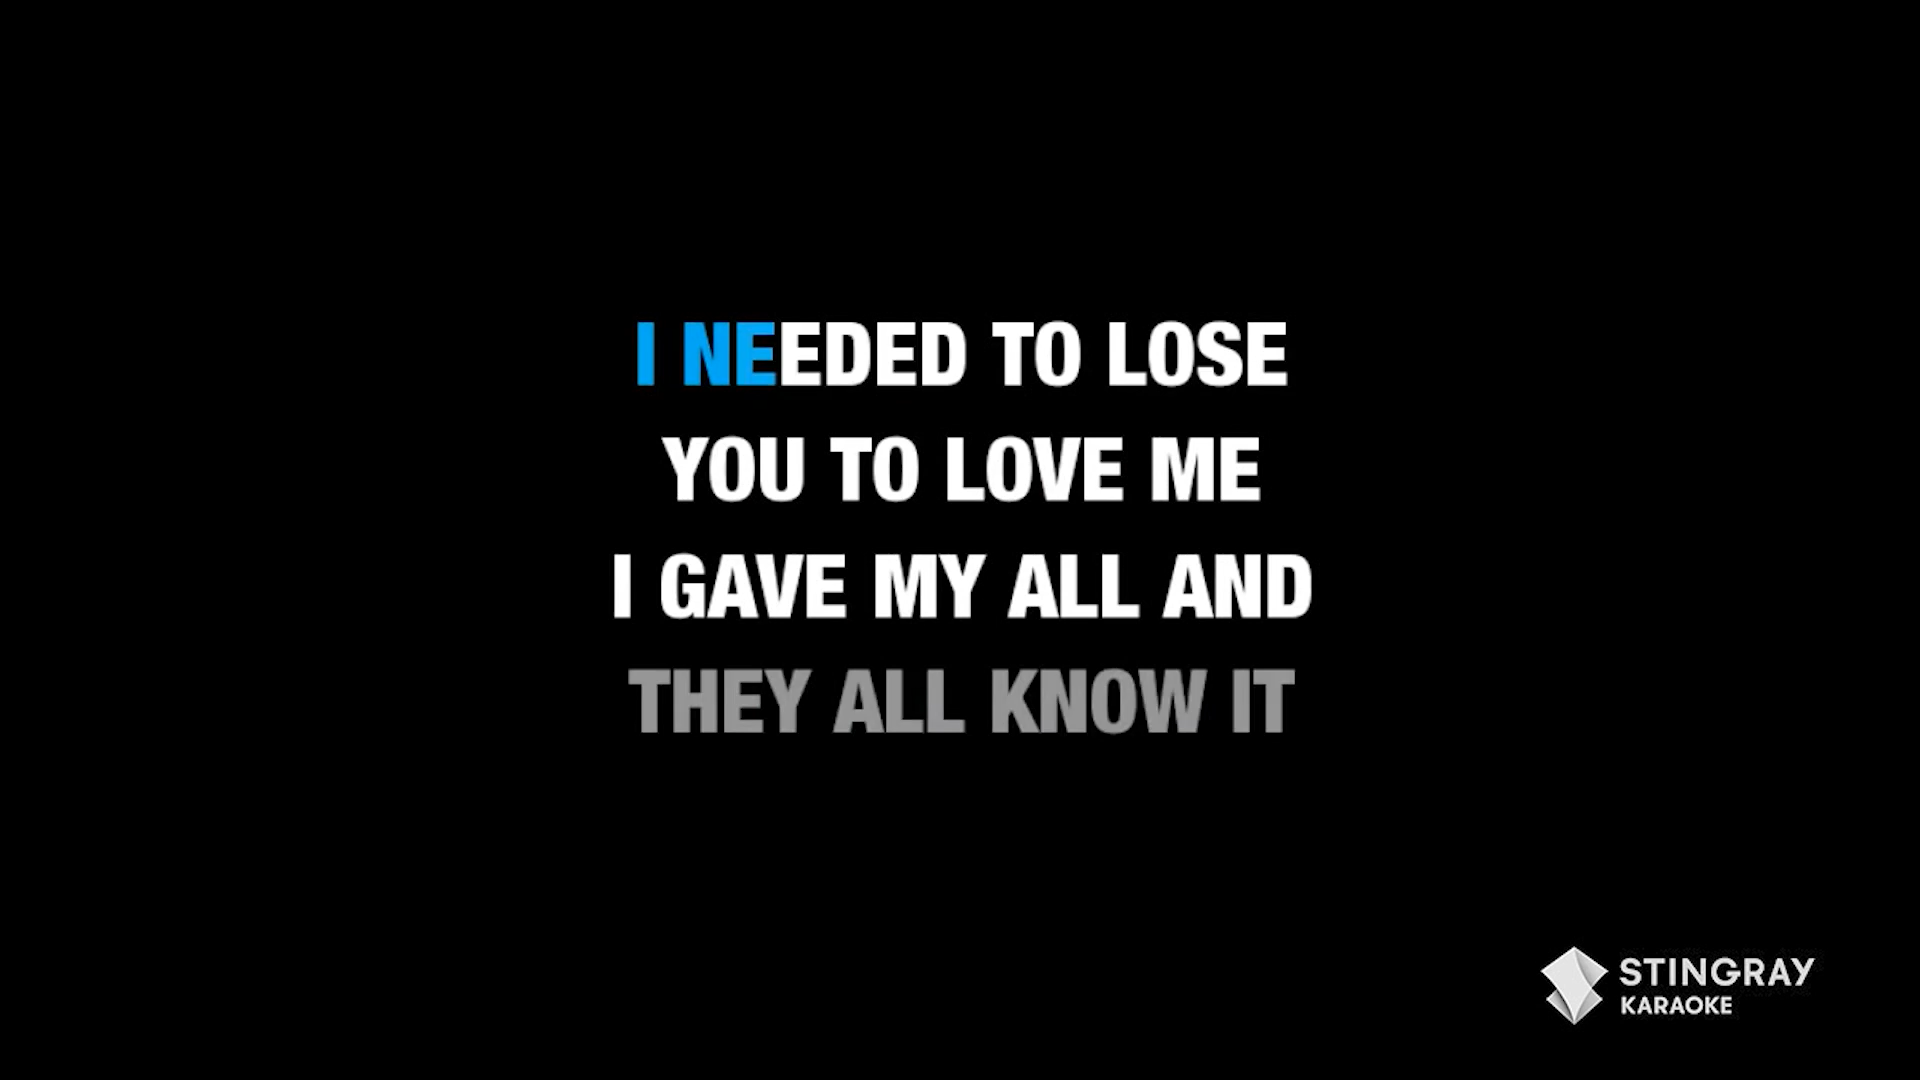 I NEEDED TO LOSE
YOU TO LOVE ME
I GAVE MY ALL AND
THEY ALL KNOW IT
STINGRAY
KARAOKE